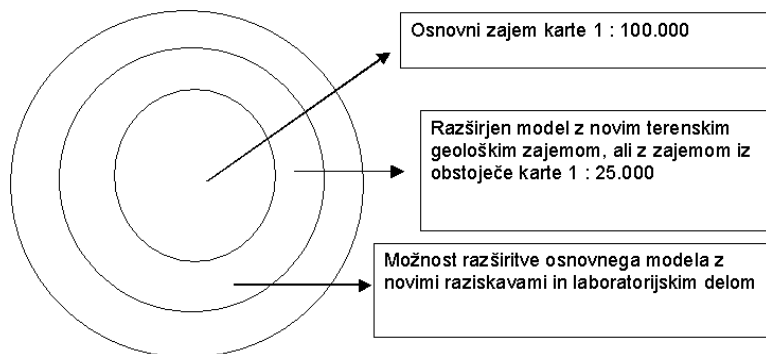 Osnovni zajem karte 1 : 100.000
Razširjen model z novim terenskim
geološkim zajemom, ali z zajemom iz
obstoječe karte 1 : 25.000
Možnost razširitve osnovnega modela z
novimi raziskavami in laboratorijskim delom